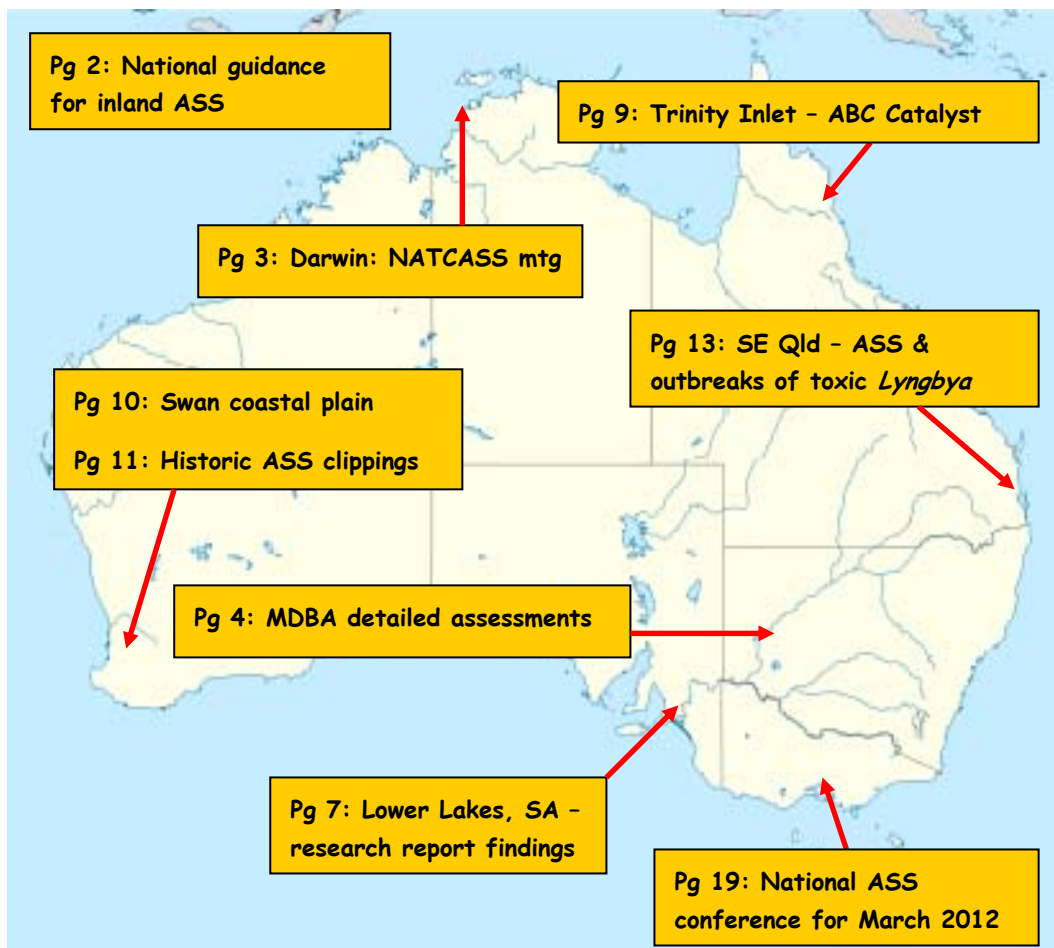 Pg 2: National guidance
for inland ASS
Pg 9: Trinity Inlet – ABC Catalyst
Pg 3: Darwin: NATCASS mtg
Pg 13: SE Qld – ASS &
outbreaks of toxic Lyngbya
Pg 10: Swan coastal plain
Pg 11: Historic ASS clippings
Pg 4: MDBA detailed assessments
Pg 7: Lower Lakes, SA –
research report findings
Pg 19: National ASS
conference for March 2012